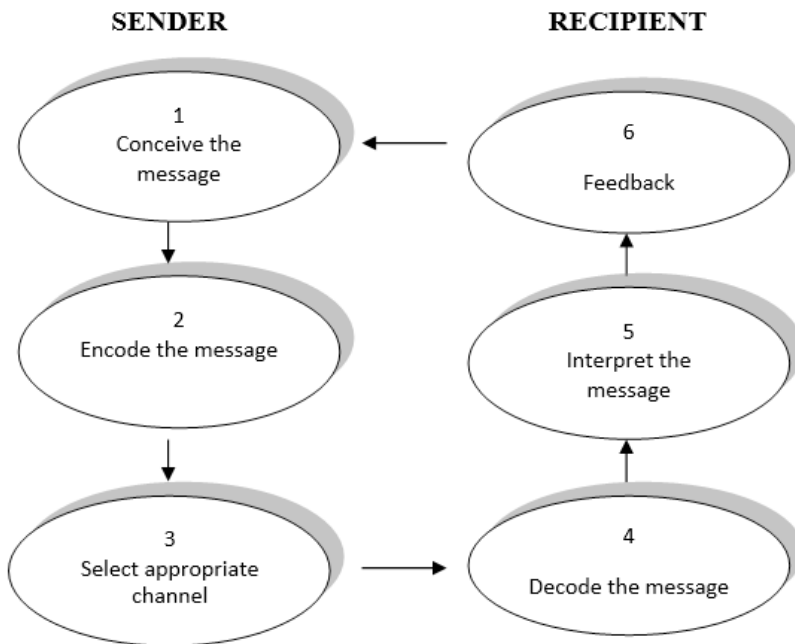 SENDER
RECIPIENT
1
Conceive the
message
2
Encode the message
3
Select appropriate
channel
4
Decode the message
5
Interpret the
message
6
Feedback